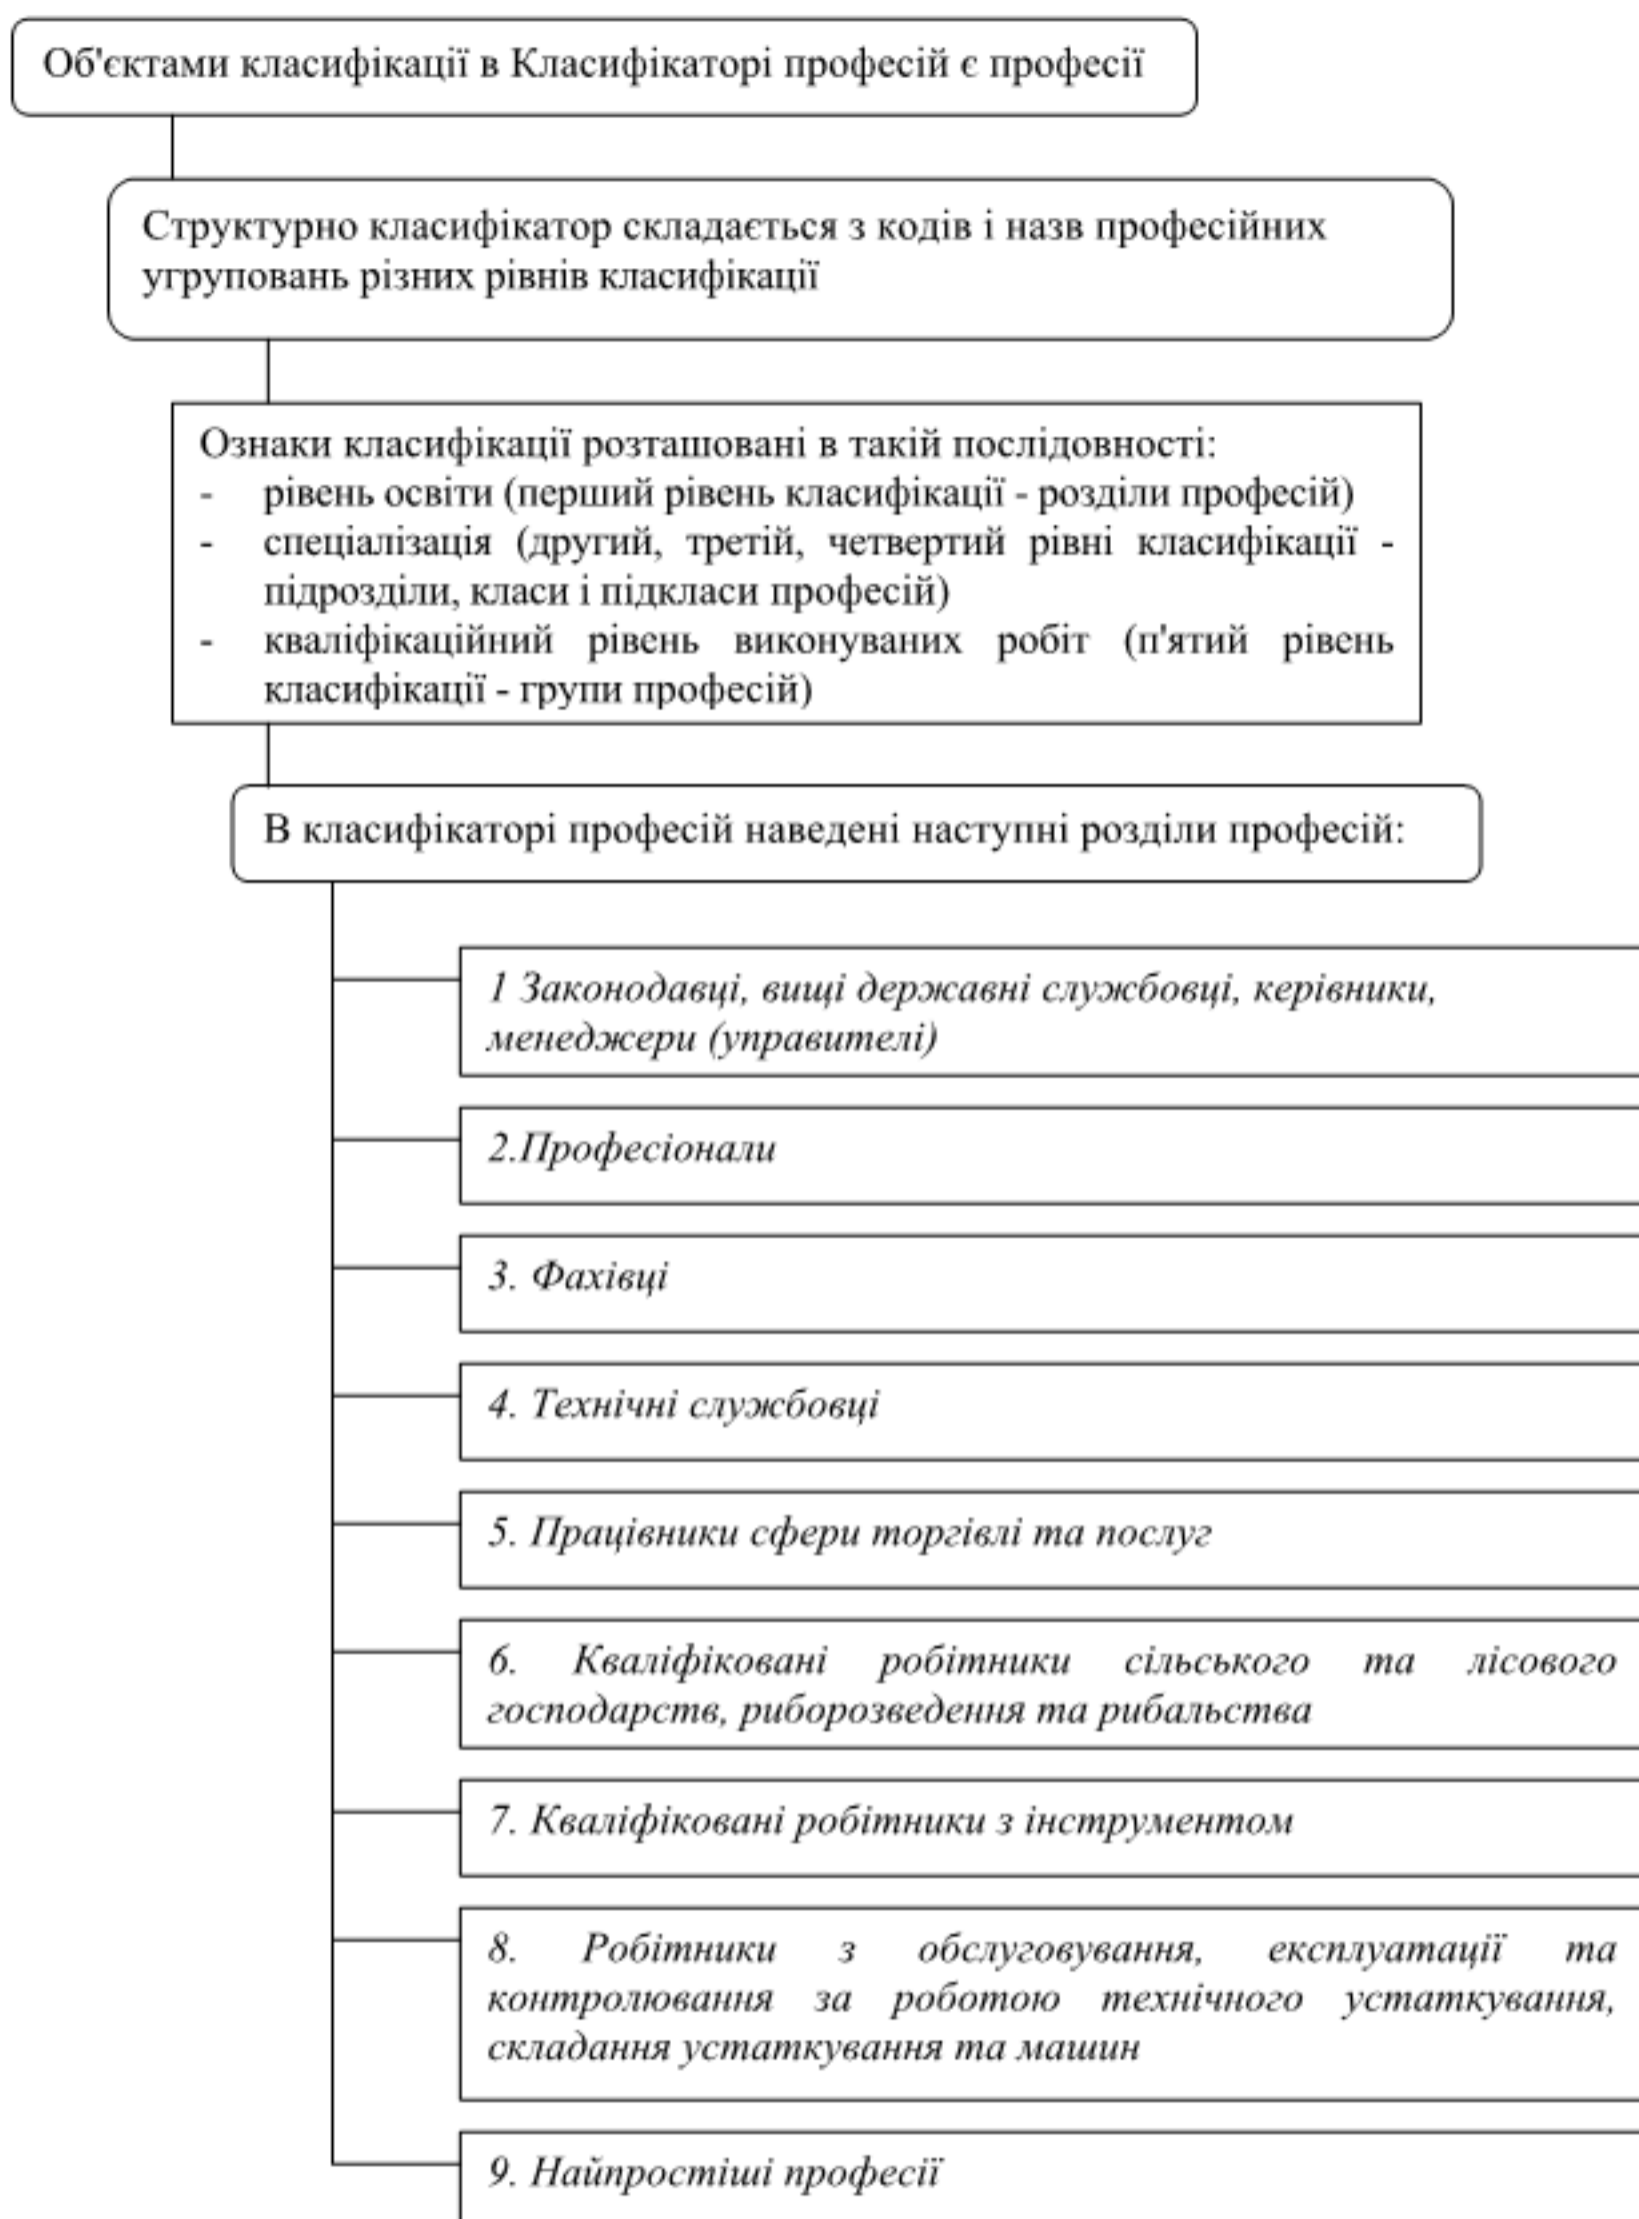 Об'єктами класифікації в Класифікаторі професій є професії
Структурно класифікатор складається з кодів і назв професійних
угруповань різних рівнів класифікації
Ознаки класифікації розташовані в такій послідовності:
- рівень освіти (перший рівень класифікації - розділи професій)
- спеціалізація (другий, третій, четвертий рівні класифікації -
підрозділи, класи і підкласи професій)
- кваліфікаційний рівень виконуваних робіт (п'ятий рівень
класифікації - групи професій)
В класифікаторі професій наведені наступні розділи професій:
1 Законодавці, вищі державні службовці, керівники,
менеджери (управителі)
2.Професіонали
3. Фахівці
4. Технічні службовці
5. Працівники сфери торгівлі та послуг
6. Кваліфіковані робітники сільського та лісового
господарств, риборозведення та рибальства
7. Кваліфіковані робітники з інструментом
8. Робітники з обслуговування, експлуатації та
контролювання за роботою технічного устаткування,
складання устаткування та машин
9. Найпростіші професії